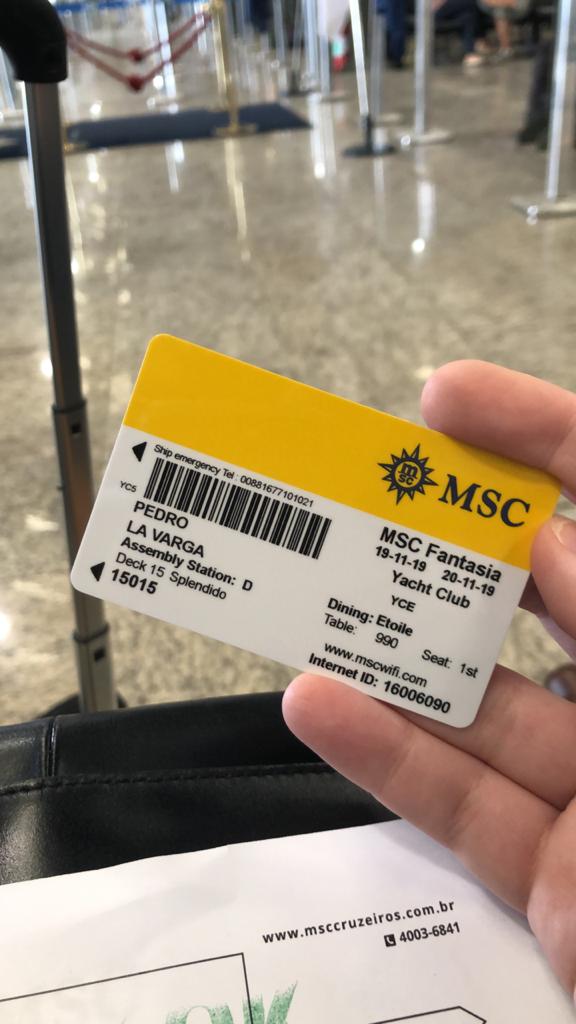 MSC
Ship emergency Tel : 00881677101021
YC5
PEDRO
LA VARGA
Assembly Station: D
Deck 15 Splendido
15015
MSC Fantasia
19-11-19 20-11-19
Yacht Club
YCE
Dining: Etoile
Table: 990 Seat: 1st
www.mscwifi.com
Internet ID: 16006090
www.msccruzeiros.com.br
4003-6841